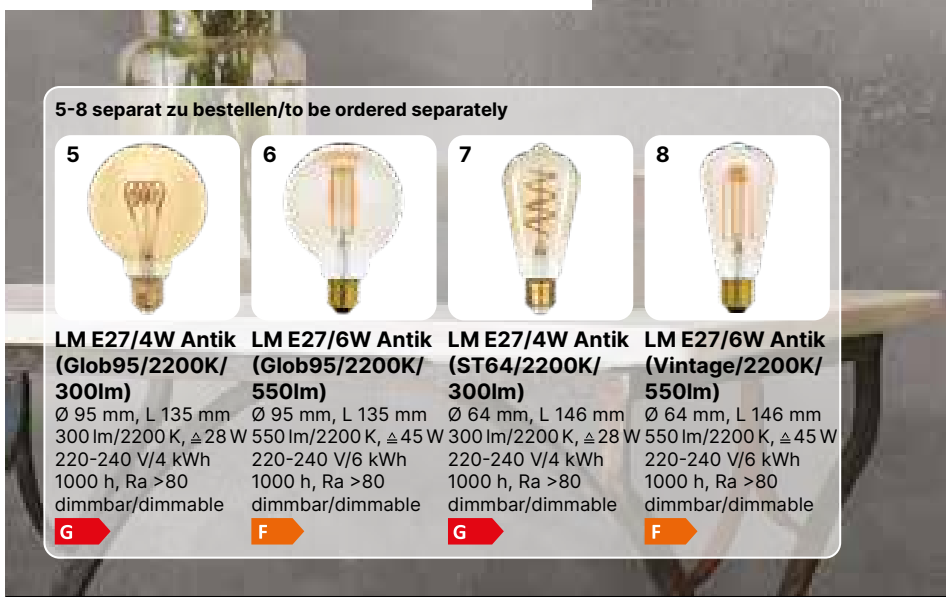 5-8 separat zu bestellen/to be ordered separately
5
LM E27/4W Antik
(Glob95/2200K/
300lm)
Ø 95 mm, L 135 mm
300 lm/2200 K, ≙ 28 W
220-240 V/4 kWh
1000 h, Ra >80
dimmbar/dimmable
G
6
LM E27/6W Antik
(Glob95/2200K/
550lm)
Ø 95 mm, L 135 mm
550 lm/2200 K, ≙ 45 W
220-240 V/6 kWh
1000 h, Ra >80
dimmbar/dimmable
F
7
LM E27/4W Antik
(ST64/2200K/
300lm)
Ø 64 mm, L 146 mm
300 lm/2200 K, ≙ 28 W
220-240 V/4 kWh
1000 h, Ra >80
dimmbar/dimmable
G
8
LM E27/6W Antik
(Vintage/2200K/
550lm)
Ø 64 mm, L 146 mm
550 lm/2200 K, ≙ 45 W
220-240 V/6 kWh
1000 h, Ra >80
dimmbar/dimmable
F